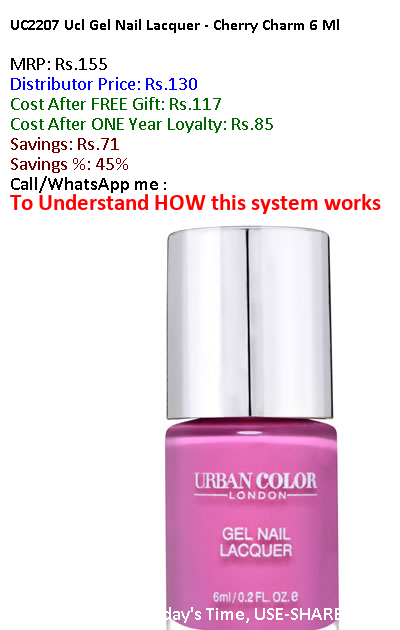 UC2207 Ucl Gel Nail Lacquer - Cherry Charm 6 Ml
MRP: Rs.155
Distributor Price: Rs.130
Cost After FREE Gift: Rs.117
Cost After ONE Year Loyalty: Rs.85
Savings: Rs.71
Savings %: 45%
Call/WhatsApp me :
To Understand HOW this system works
URBAN COLOR
LONDON
GEL NAIL
LACQUER
6ml/0.2 FL. OZ. e
Time, USE-SHARE